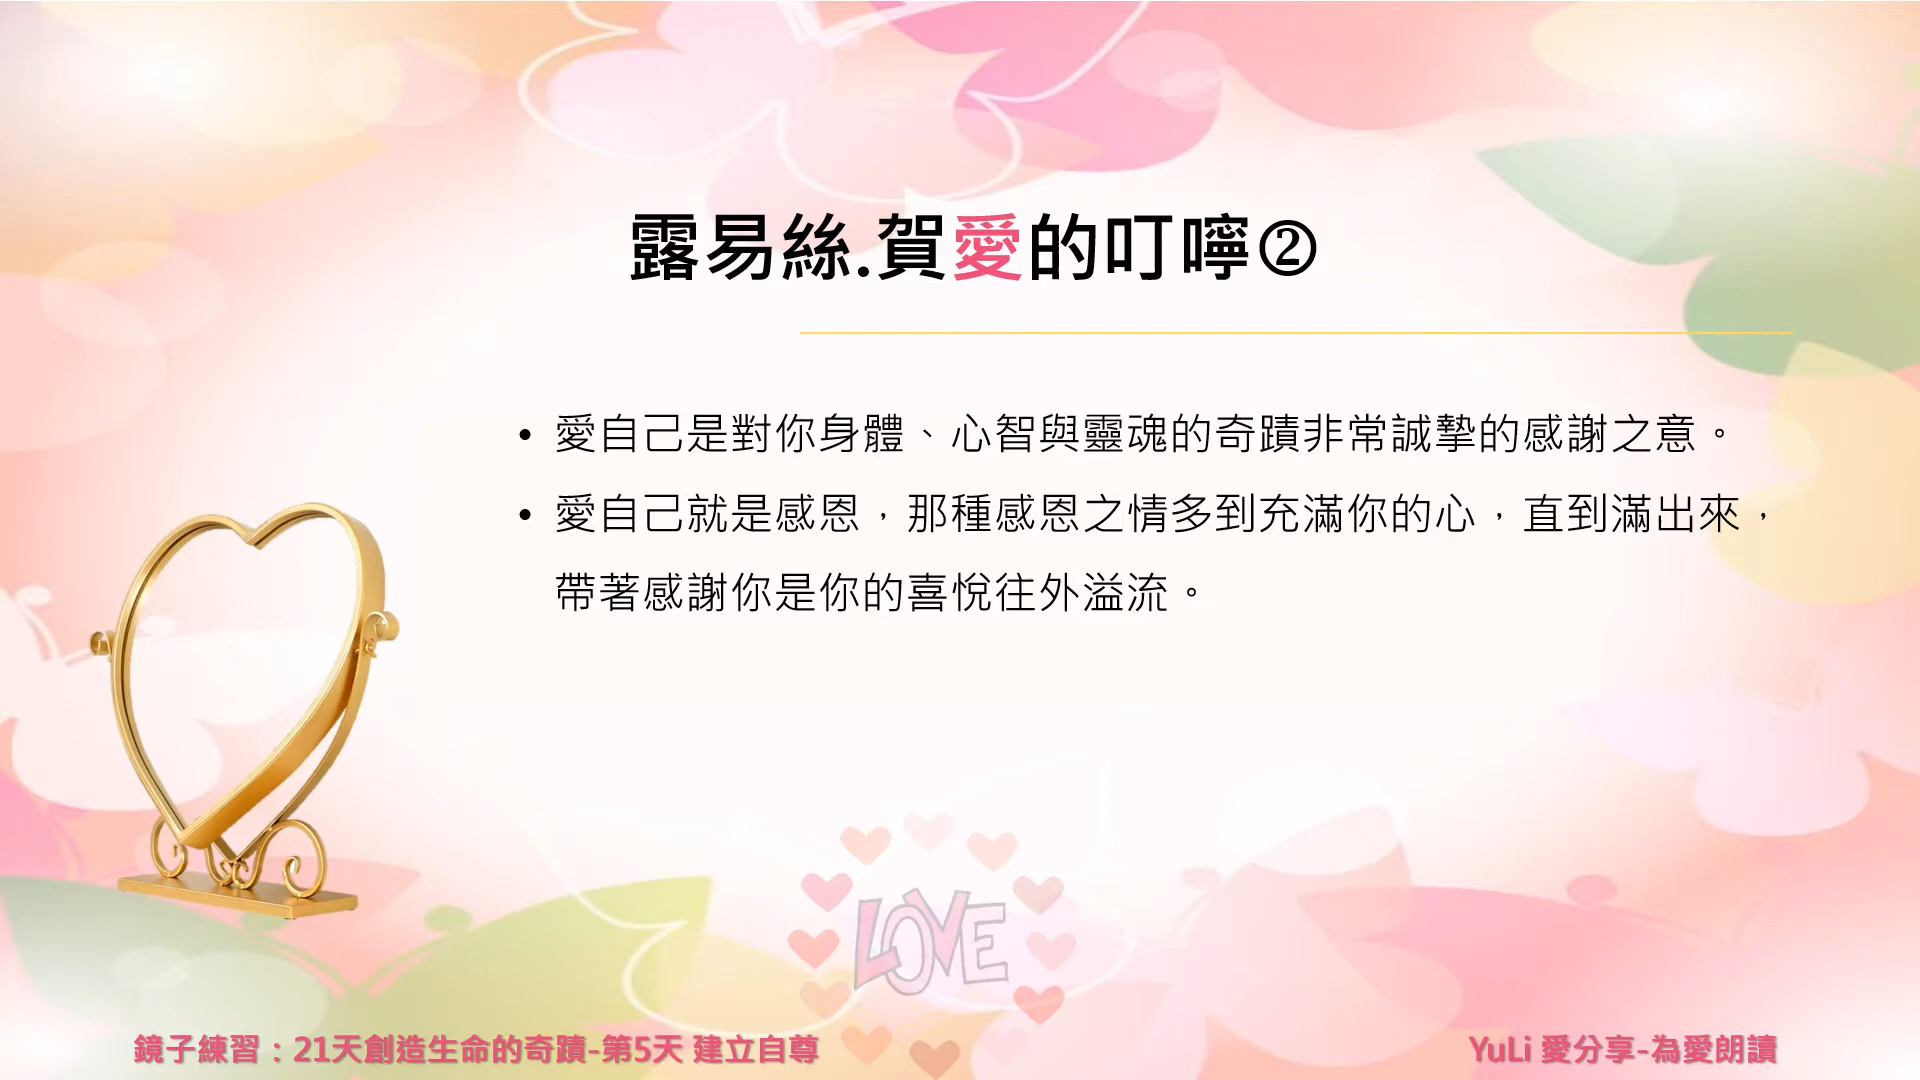 露易絲.賀愛的叮嚀②
• 愛自己是對你身體、心智與靈魂的奇蹟非常誠摯的感謝之意。
• 愛自己就是感恩，那種感恩之情多到充滿你的心，直到滿出來，
帶著感謝你是你的喜悅往外溢流。
LOVE
鏡子練習：21天創造生命的奇蹟-第5天 建立自尊
YuLi 愛分享-為愛朗讀